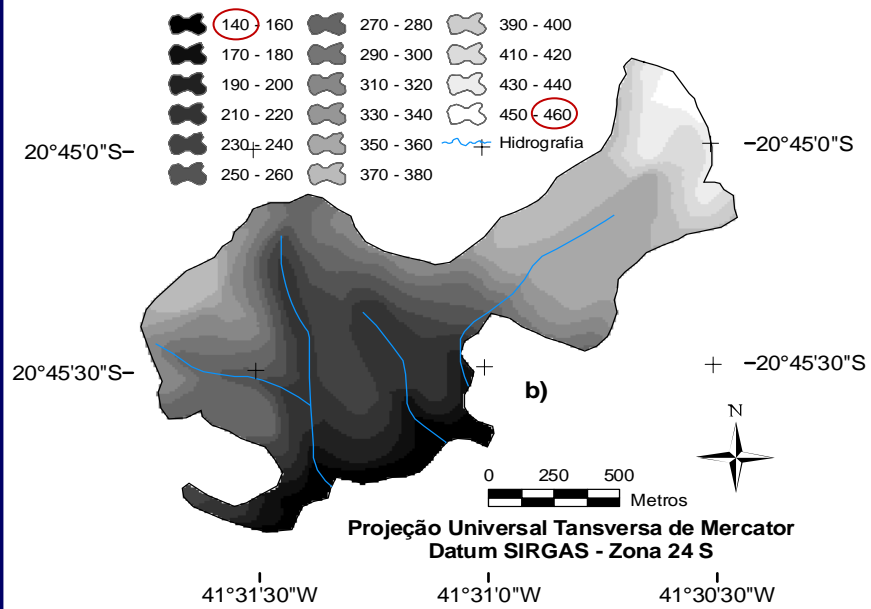 140 - 160
170 - 180
190 - 200
210 - 220
230 - 240
250 - 260
270 - 280
290 - 300
310 - 320
330 - 340
350 - 360
370 - 380
390 - 400
410 - 420
430 - 440
450 - 460
Hidrografia
20°45'0"S
20°45'0"S
20°45'30"S
20°45'30"S
b)
N
0 250 500
Metros
Projeção Universal Tansversa de Mercator
Datum SIRGAS - Zona 24 S
41°31'30"W 41°31'0"W 41°30'30"W